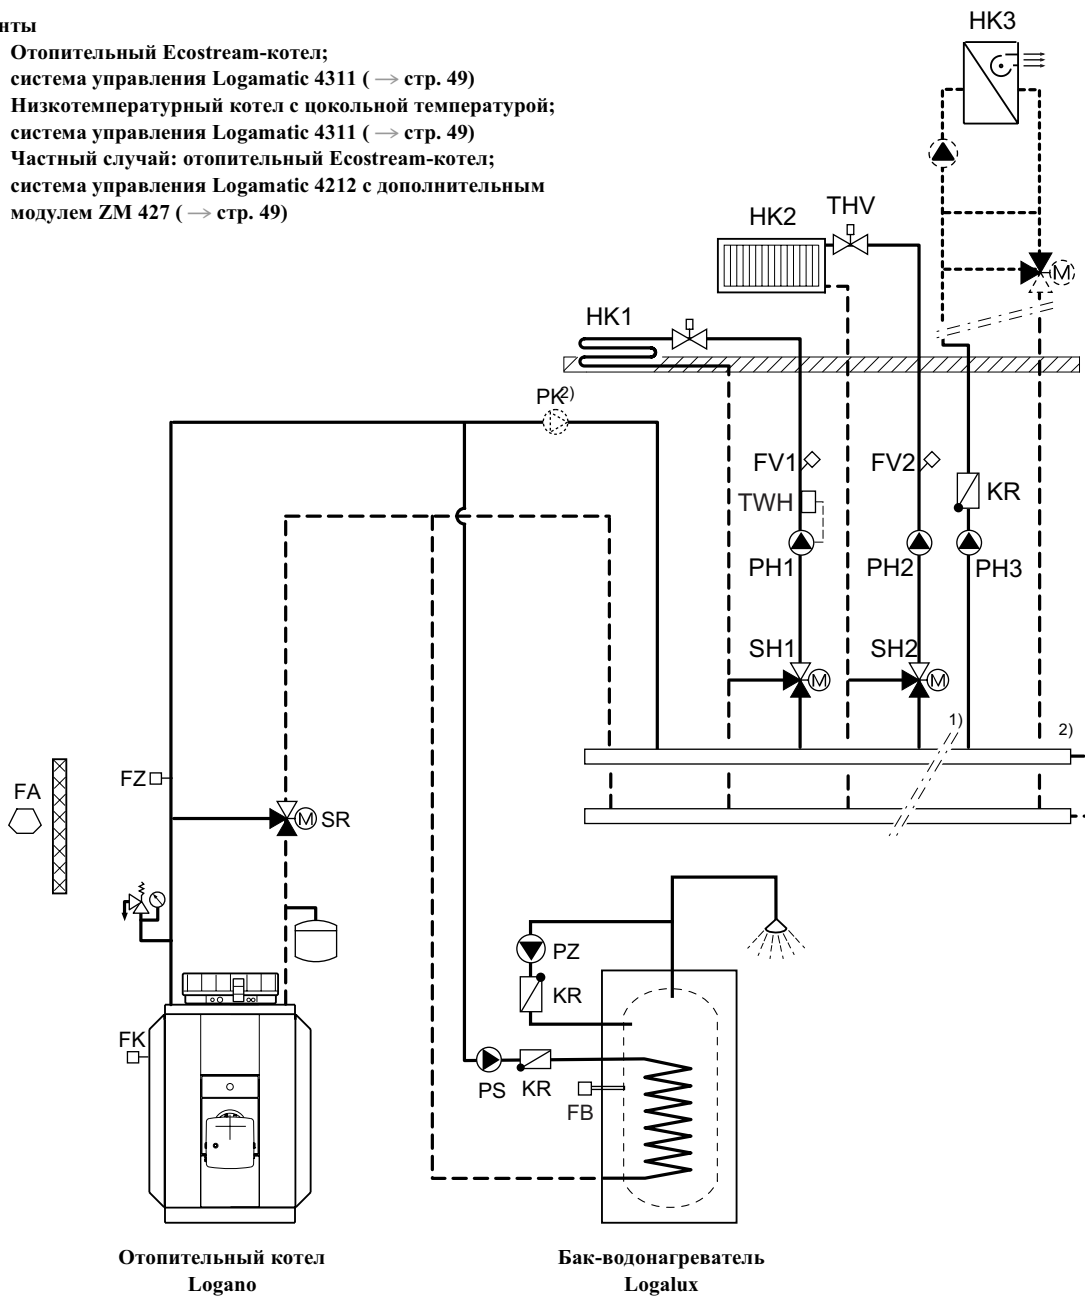 нты
Отопительный Ecostream-котел;
система управления Logamatic 4311 ( → стр. 49)
Низкотемпературный котел с цокольной температурой;
система управления Logamatic 4311 ( → стр. 49)
Частный случай: отопительный Ecostream-котел;
система управления Logamatic 4212 с дополнительным
модулем ZM 427 ( → стр. 49)
HK3
THV
HK2
M
HK1
PK2)
FV1
FV2
TWH
KR
PH1
PH2
PH3
SH1
SH2
M
M
1)
2)
FZ
FA
M SR
PZ
KR
FK
PS
KR
FB
Отопительный котел
Logano
Бак-водонагреватель
Logalux